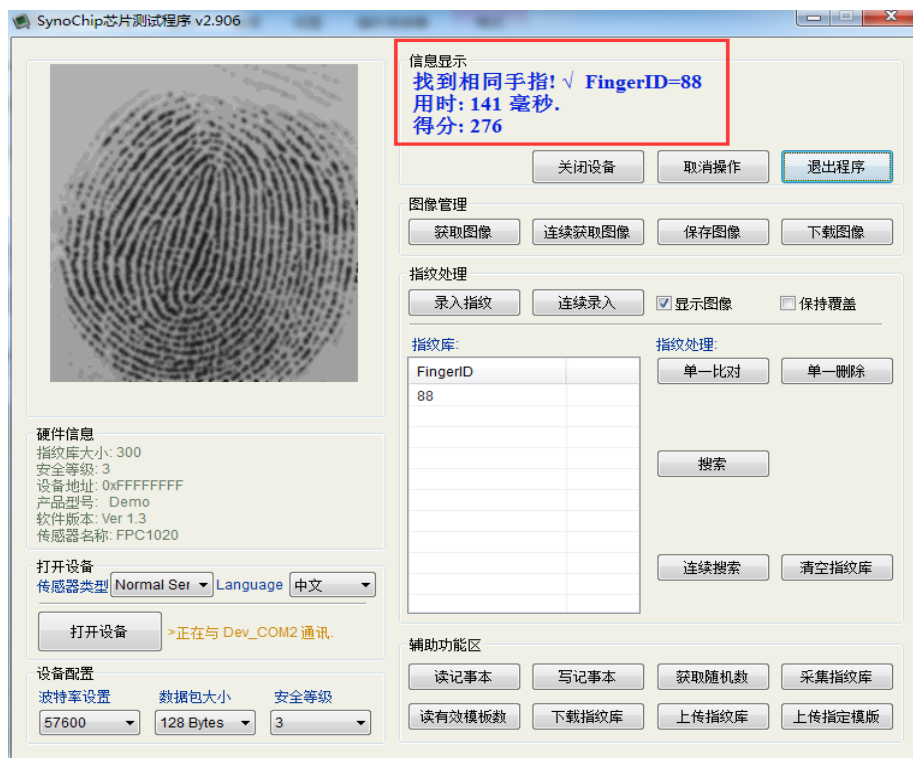 SynoChip芯片测试程序 v2.906
信息显示
找到相同手指! √ FingerID=88
用时: 141 毫秒.
得分: 276
关闭设备 取消操作 退出程序
图像管理
获取图像 连续获取图像 保存图像 下载图像
指纹处理
录入指纹 连续录入 显示图像 保持覆盖
指纹库:
FingerID
88
指纹处理:
单一比对 单一删除
搜索
连续搜索 清空指纹库
硬件信息
指纹库大小: 300
安全等级: 3
设备地址: 0xFFFFFFFF
产品型号: Demo
软件版本: Ver 1.3
传感器名称: FPC1020
打开设备
传感器类型 Normal Ser Language 中文
打开设备 >正在与 Dev_COM2 通讯.
设备配置
波特率设置 数据包大小 安全等级
57600 128 Bytes 3
辅助功能区
读记事本 写记事本 获取随机数 采集指纹库
读有效模板数 下载指纹库 上传指纹库 上传指定模版